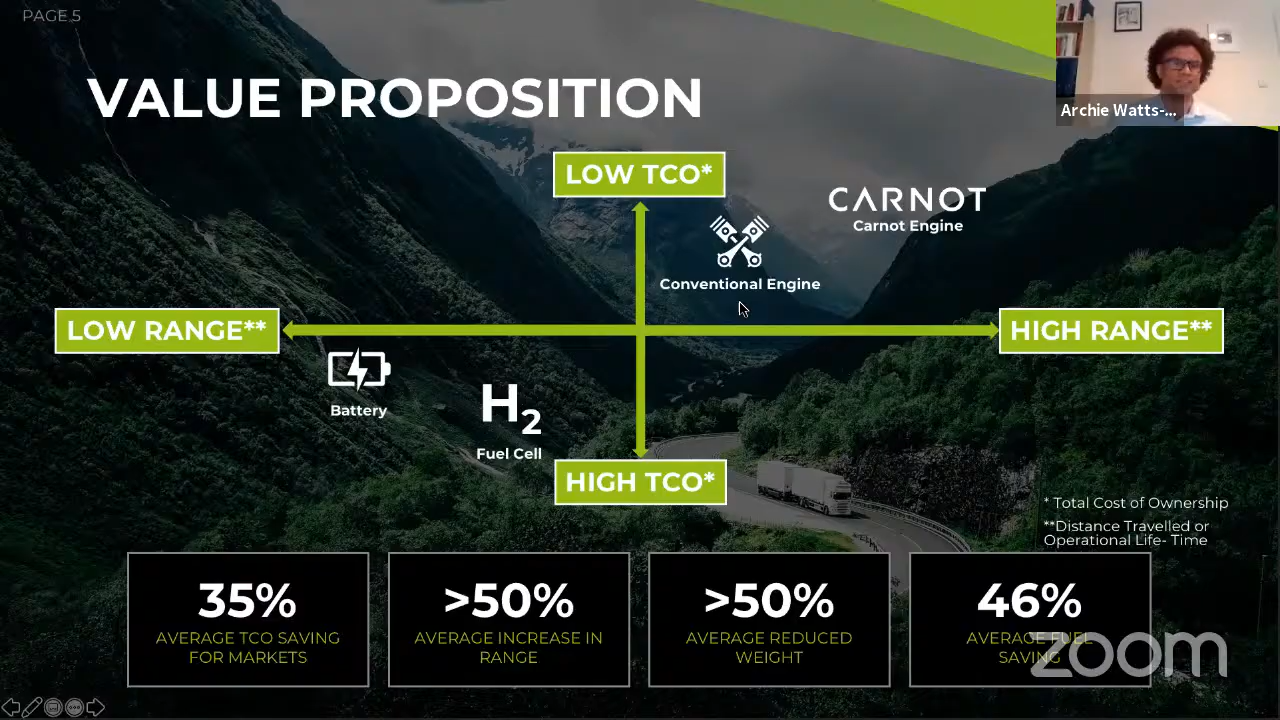 PAGE 5
VALUE PROPOSITION
Archie Watts-...
LOW TCO*
CARNOT
Carnot Engine
Conventional Engine
LOW RANGE**
HIGH RANGE**
Battery
H2
Fuel Cell
HIGH TCO*
* Total Cost of Ownership
**Distance Travelled or
Operational Life- Time
35%
AVERAGE TCO SAVING
FOR MARKETS
>50%
AVERAGE INCREASE IN
RANGE
>50%
AVERAGE REDUCED
WEIGHT
46%
AVERAGE FUEL
SAVING
zoom